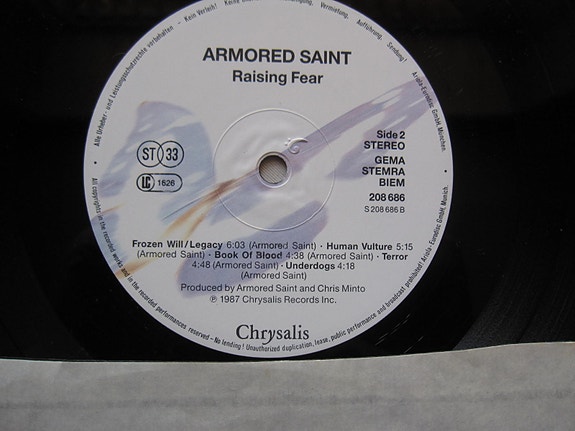 ARMORED SAINT
Raising Fear
Side 2
STEREO
ST 33
GEMA
STEMRA
BIEM
LC 1626
208 686
S 208 686 B
Frozen Will/Legacy 6:03 (Armored Saint) · Human Vulture 5:15
(Armored Saint) · Book Of Blood 4:38 (Armored Saint) · Terror
4:48 (Armored Saint) · Underdogs 4:18
(Armored Saint)
Produced by Armored Saint and Chris Minto
℗ 1987 Chrysalis Records Inc.
Chrysalis
· Alle Urheber- und Leistungsschutzrechte vorbehalten - Kein Verleih! Keine Vermietung, Aufführung, Sendung! Ariola-Eurodisc GmbH, München.
· All copyrights in the recorded works and in the recorded performances reserved – No lending! Unauthorized duplication, lease, public performance and broadcast prohibited! Ariola-Eurodisc GmbH, Munich.